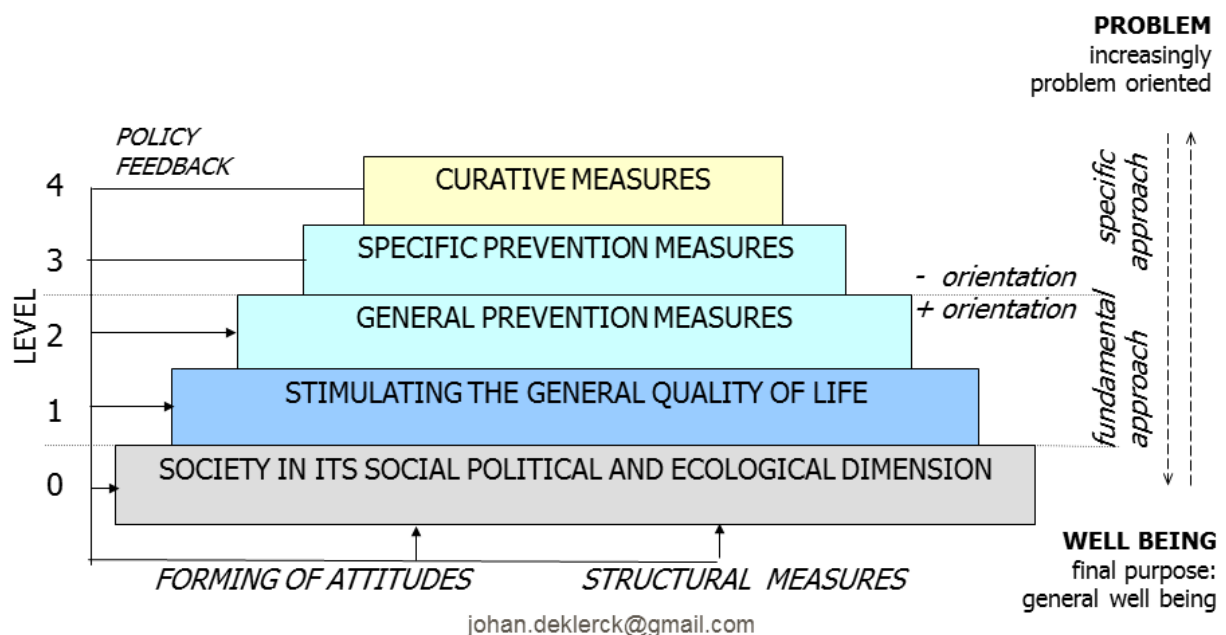 PROBLEM
increasingly
problem oriented
POLICY
FEEDBACK
4
CURATIVE MEASURES
3
SPECIFIC PREVENTION MEASURES
specific
approach
- orientation
+ orientation
LEVEL
2
GENERAL PREVENTION MEASURES
fundamental
approach
1
STIMULATING THE GENERAL QUALITY OF LIFE
0
SOCIETY IN ITS SOCIAL POLITICAL AND ECOLOGICAL DIMENSION
WELL BEING
final purpose:
general well being
FORMING OF ATTITUDES
STRUCTURAL MEASURES
johan.deklerck@gmail.com